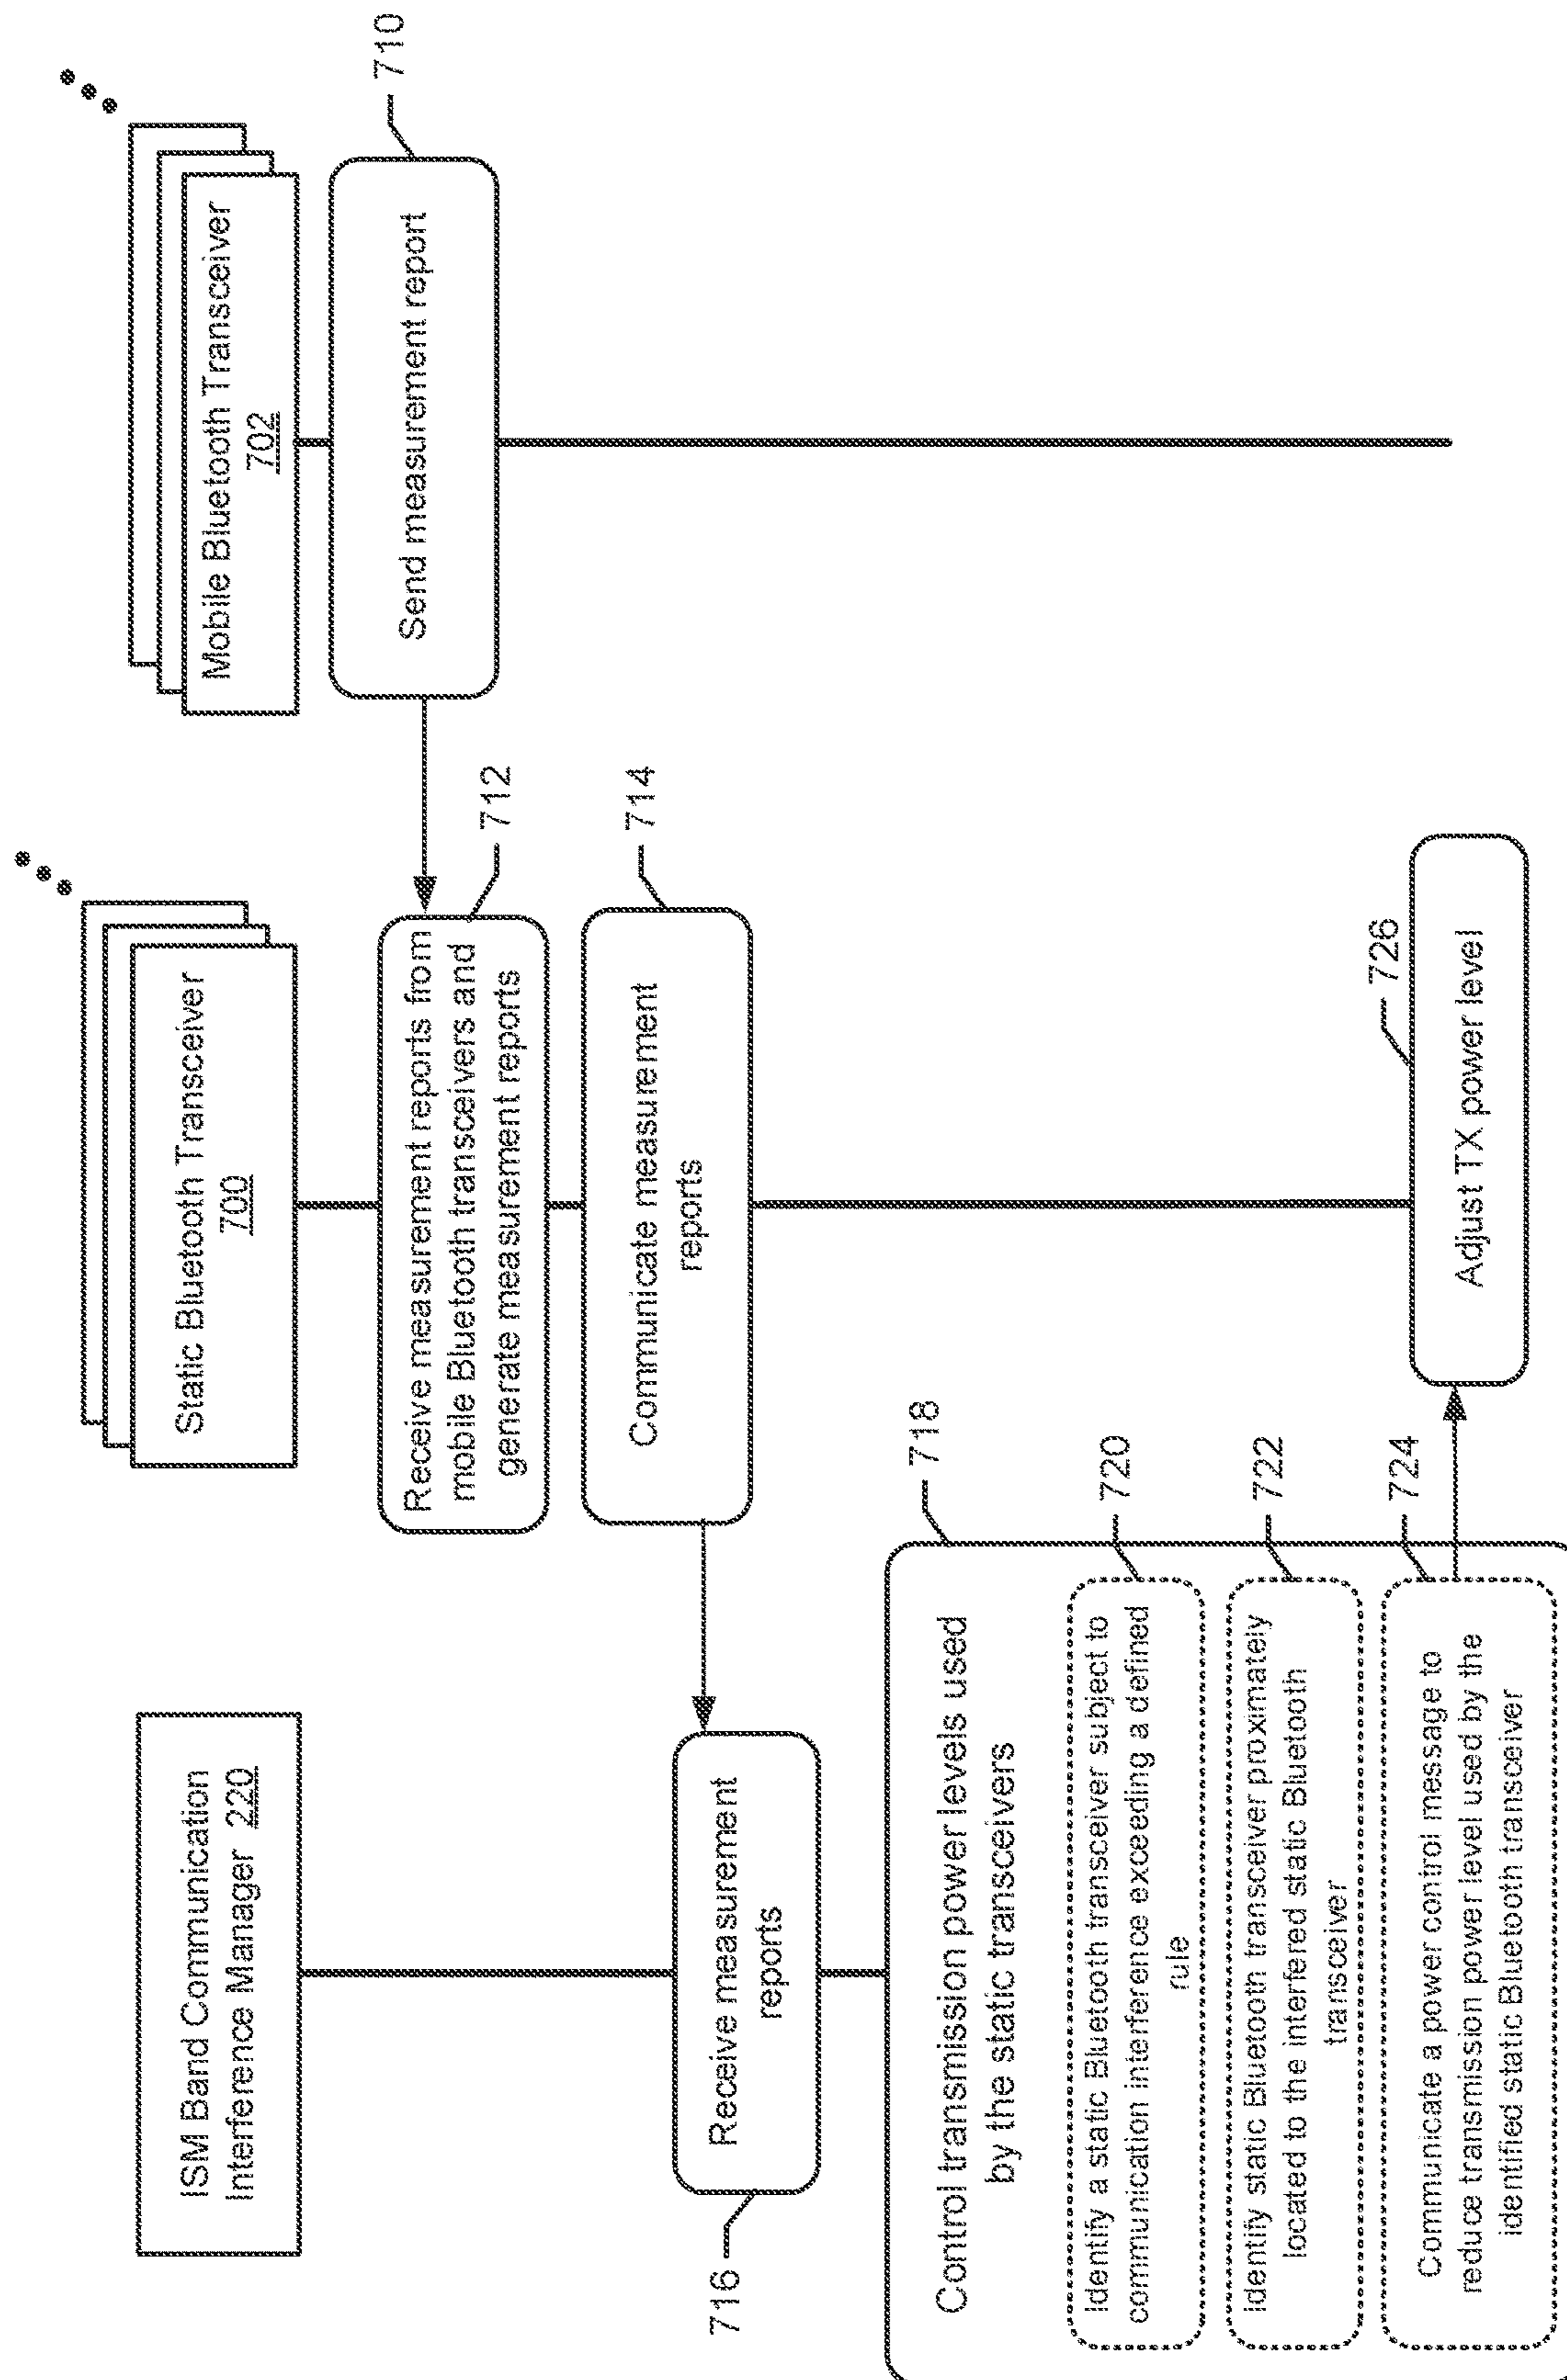 ISM Band Communication
Interference Manager 220
Static Bluetooth Transceiver
700
Mobile Bluetooth Transceiver
702
Send measurement report
710
Receive measurement reports from
mobile Bluetooth transceivers and
generate measurement reports
712
Communicate measurement
reports
714
Receive measurement
reports
716
Control transmission power levels used
by the static transceivers
718
Identify a static Bluetooth transceiver subject to
communication interference exceeding a defined
rule
720
Identify static Bluetooth transceiver proximately
located to the interfered static Bluetooth
transceiver
722
Communicate a power control message to
reduce transmission power level used by the
identified static Bluetooth transceiver
724
Adjust TX power level
726